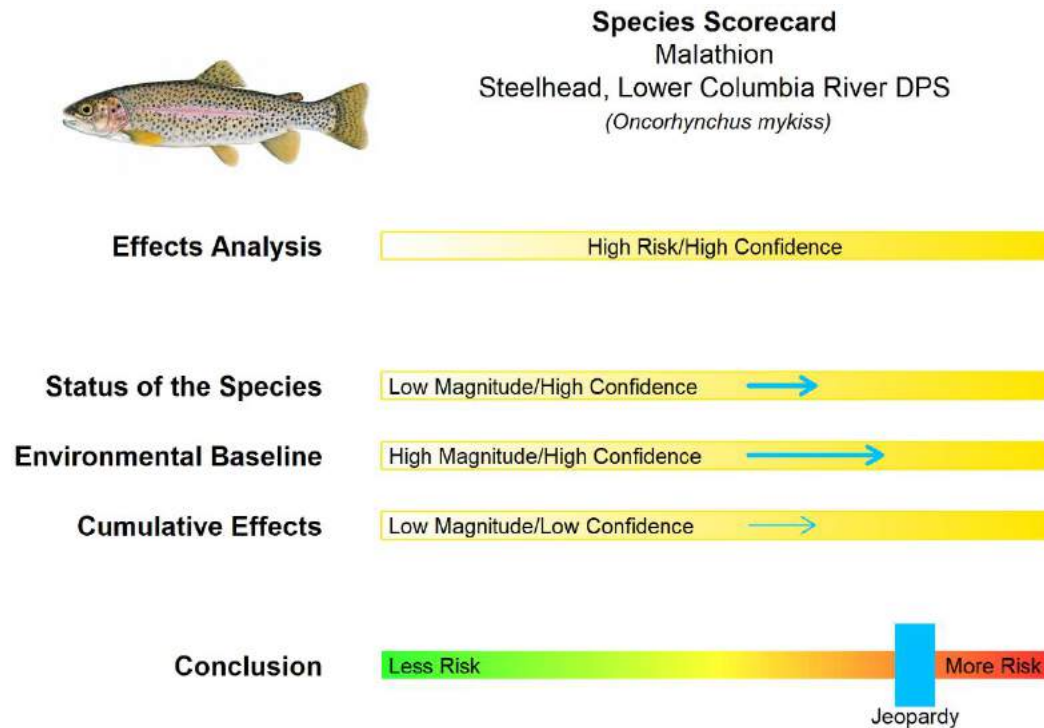 Species Scorecard
Malathion
Steelhead, Lower Columbia River DPS
(Oncorhynchus mykiss)
Effects Analysis
High Risk/High Confidence
Status of the Species
Low Magnitude/High Confidence
Environmental Baseline
High Magnitude/High Confidence
Cumulative Effects
Low Magnitude/Low Confidence
Conclusion
Less Risk
More Risk
Jeopardy